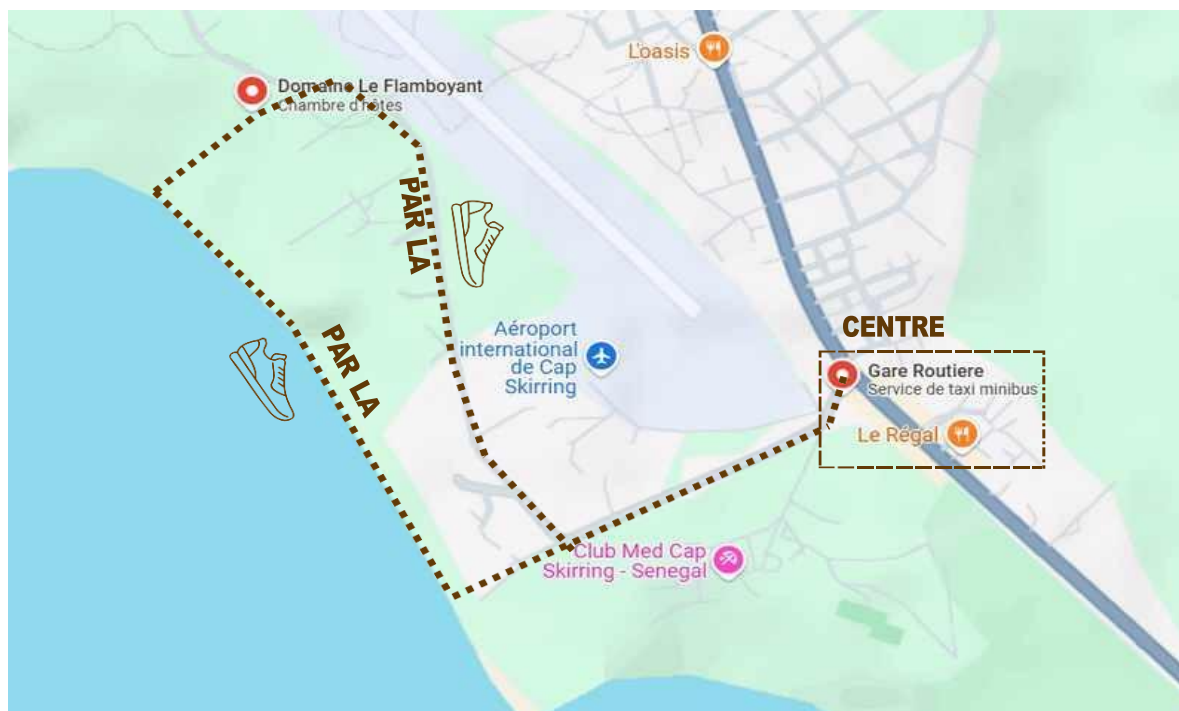 L'oasis
Domaine Le Flamboyant
Chambre d'hôtes
PAR LA
PAR LA
Aéroport
international
de Cap
Skirring
CENTRE
Gare Routiere
Service de taxi minibus
Le Régal
Club Med Cap
Skirring - Senegal